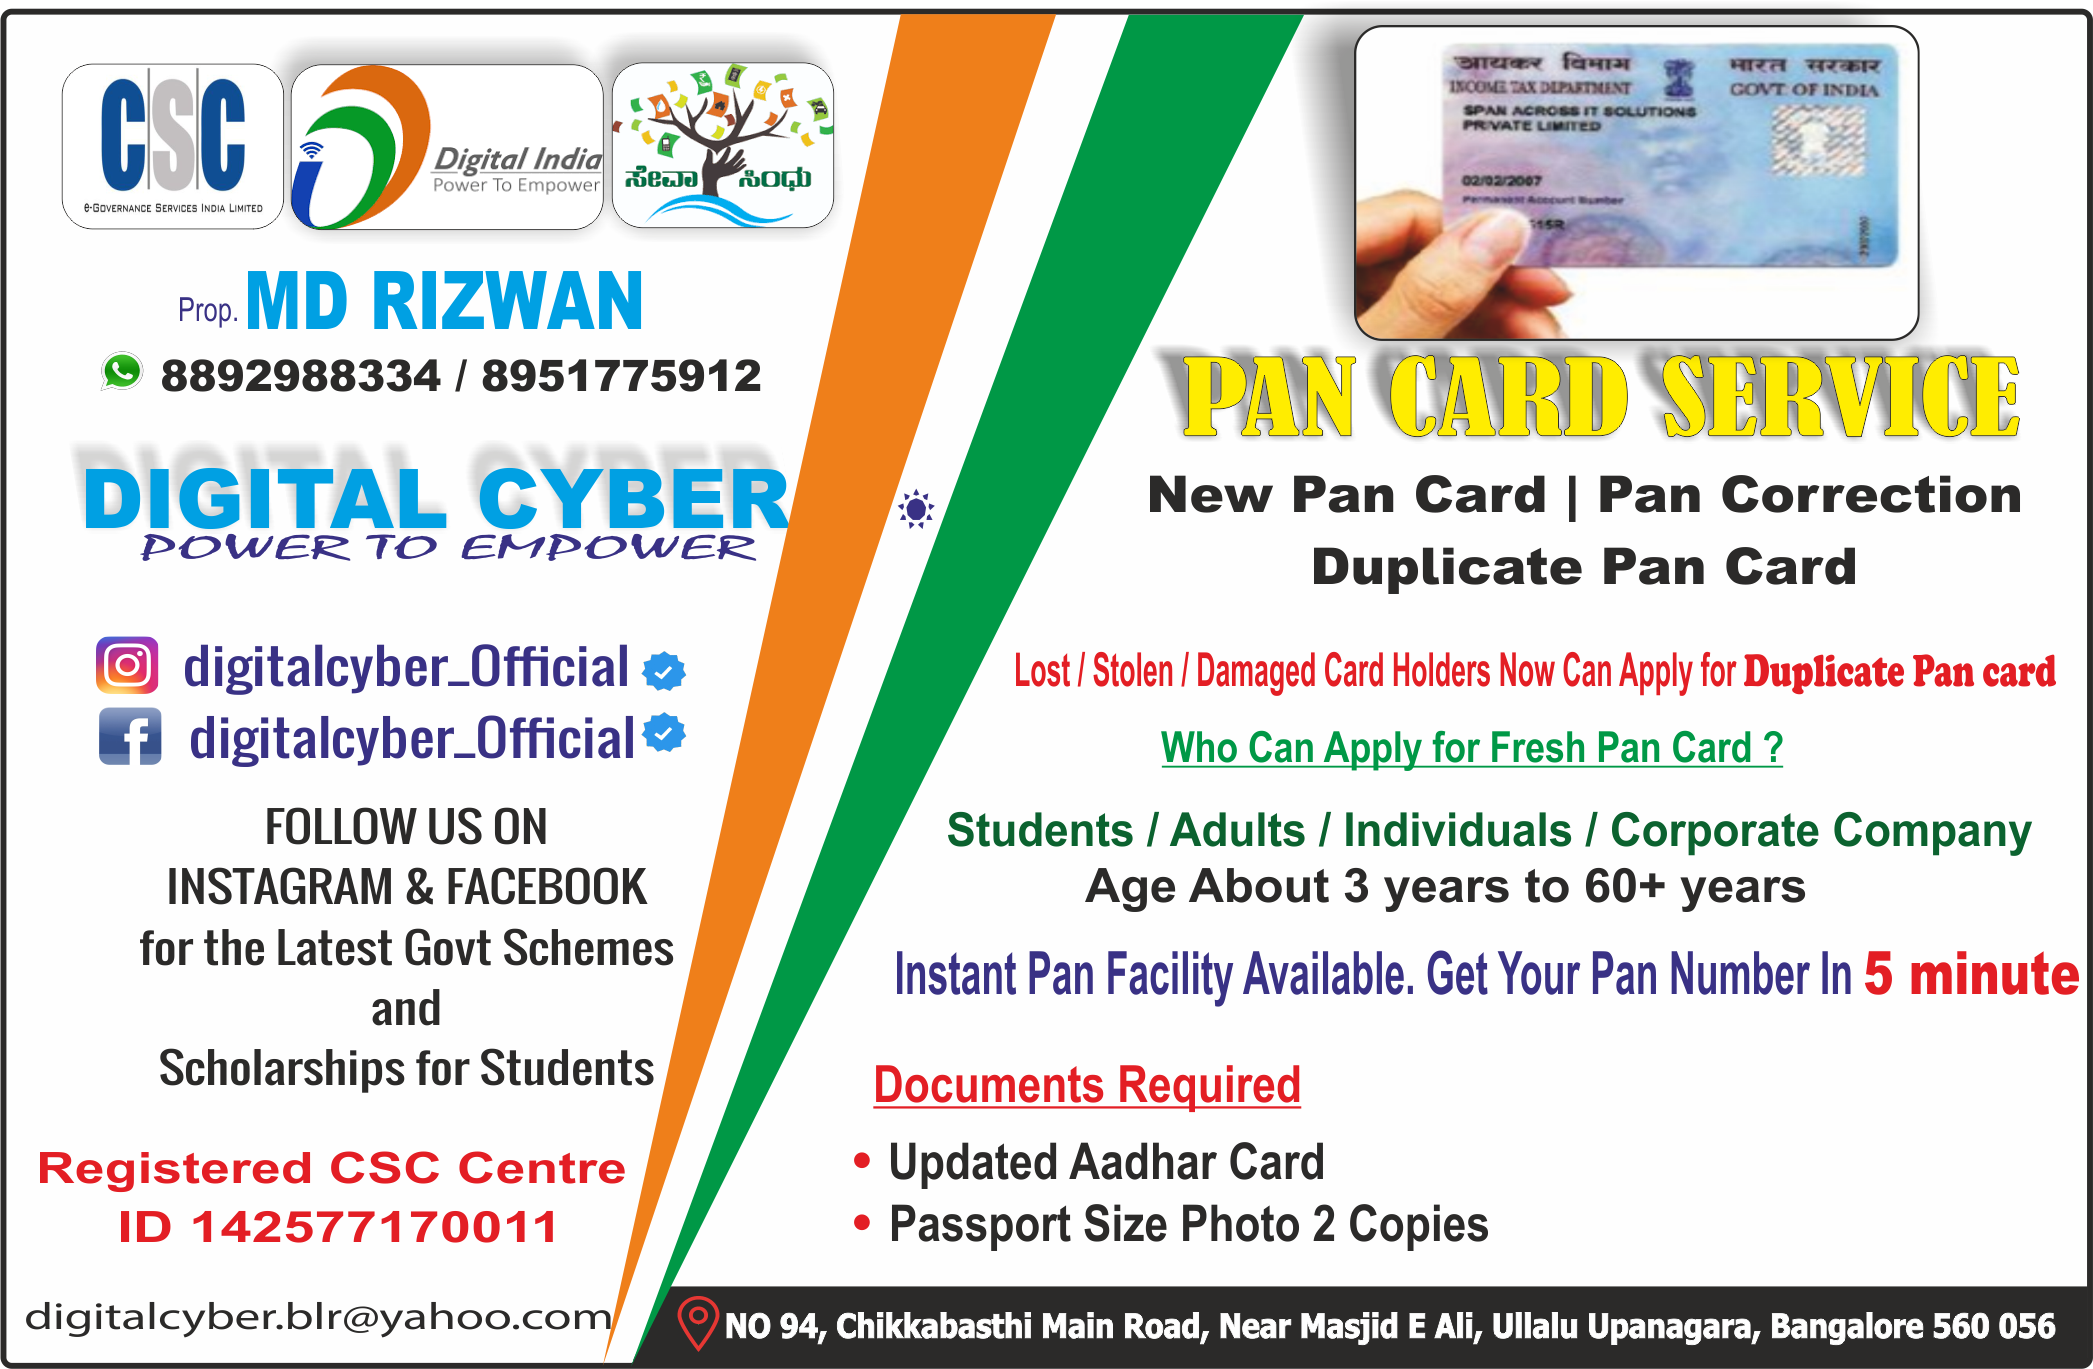 CSC
e-Governance Services India Limited
Digital India
Power To Empower
ಸೇವಾ ಸಿಂಧು
Prop. MD RIZWAN
8892988334 / 8951775912
DIGITAL CYBER
POWER TO EMPOWER
digitalcyber_Official
digitalcyber_Official
FOLLOW US ON
INSTAGRAM & FACEBOOK
for the Latest Govt Schemes
and
Scholarships for Students
Registered CSC Centre
ID 142577170011
digitalcyber.blr@yahoo.com
आयकर विभाग भारत सरकार
INCOME TAX DEPARTMENT GOVT OF INDIA
SPAN ACROSS IT SOLUTIONS
PRIVATE LIMITED
02/02/2007
Permanent Account Number
PAN CARD SERVICE
New Pan Card | Pan Correction
Duplicate Pan Card
Lost / Stolen / Damaged Card Holders Now Can Apply for Duplicate Pan card
Who Can Apply for Fresh Pan Card ?
Students / Adults / Individuals / Corporate Company
Age About 3 years to 60+ years
Instant Pan Facility Available. Get Your Pan Number In 5 minute
Documents Required
• Updated Aadhar Card
• Passport Size Photo 2 Copies
NO 94, Chikkabasthi Main Road, Near Masjid E Ali, Ullalu Upanagara, Bangalore 560 056